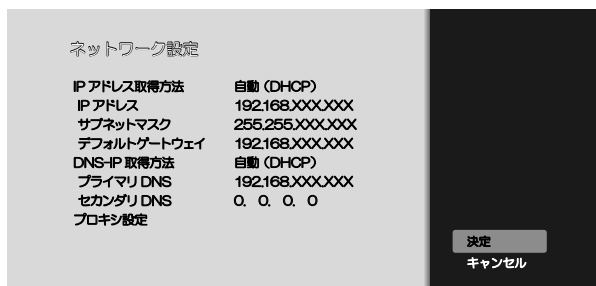 ネットワーク設定
IP アドレス取得方法 自動（DHCP）
IP アドレス 192.168.XXX.XXX
サブネットマスク 255.255.XXX.XXX
デフォルトゲートウェイ 192.168.XXX.XXX
DNS-IP 取得方法 自動（DHCP）
プライマリ DNS 192.168.XXX.XXX
セカンダリ DNS 0. 0. 0. 0
プロキシ設定
決定
キャンセル